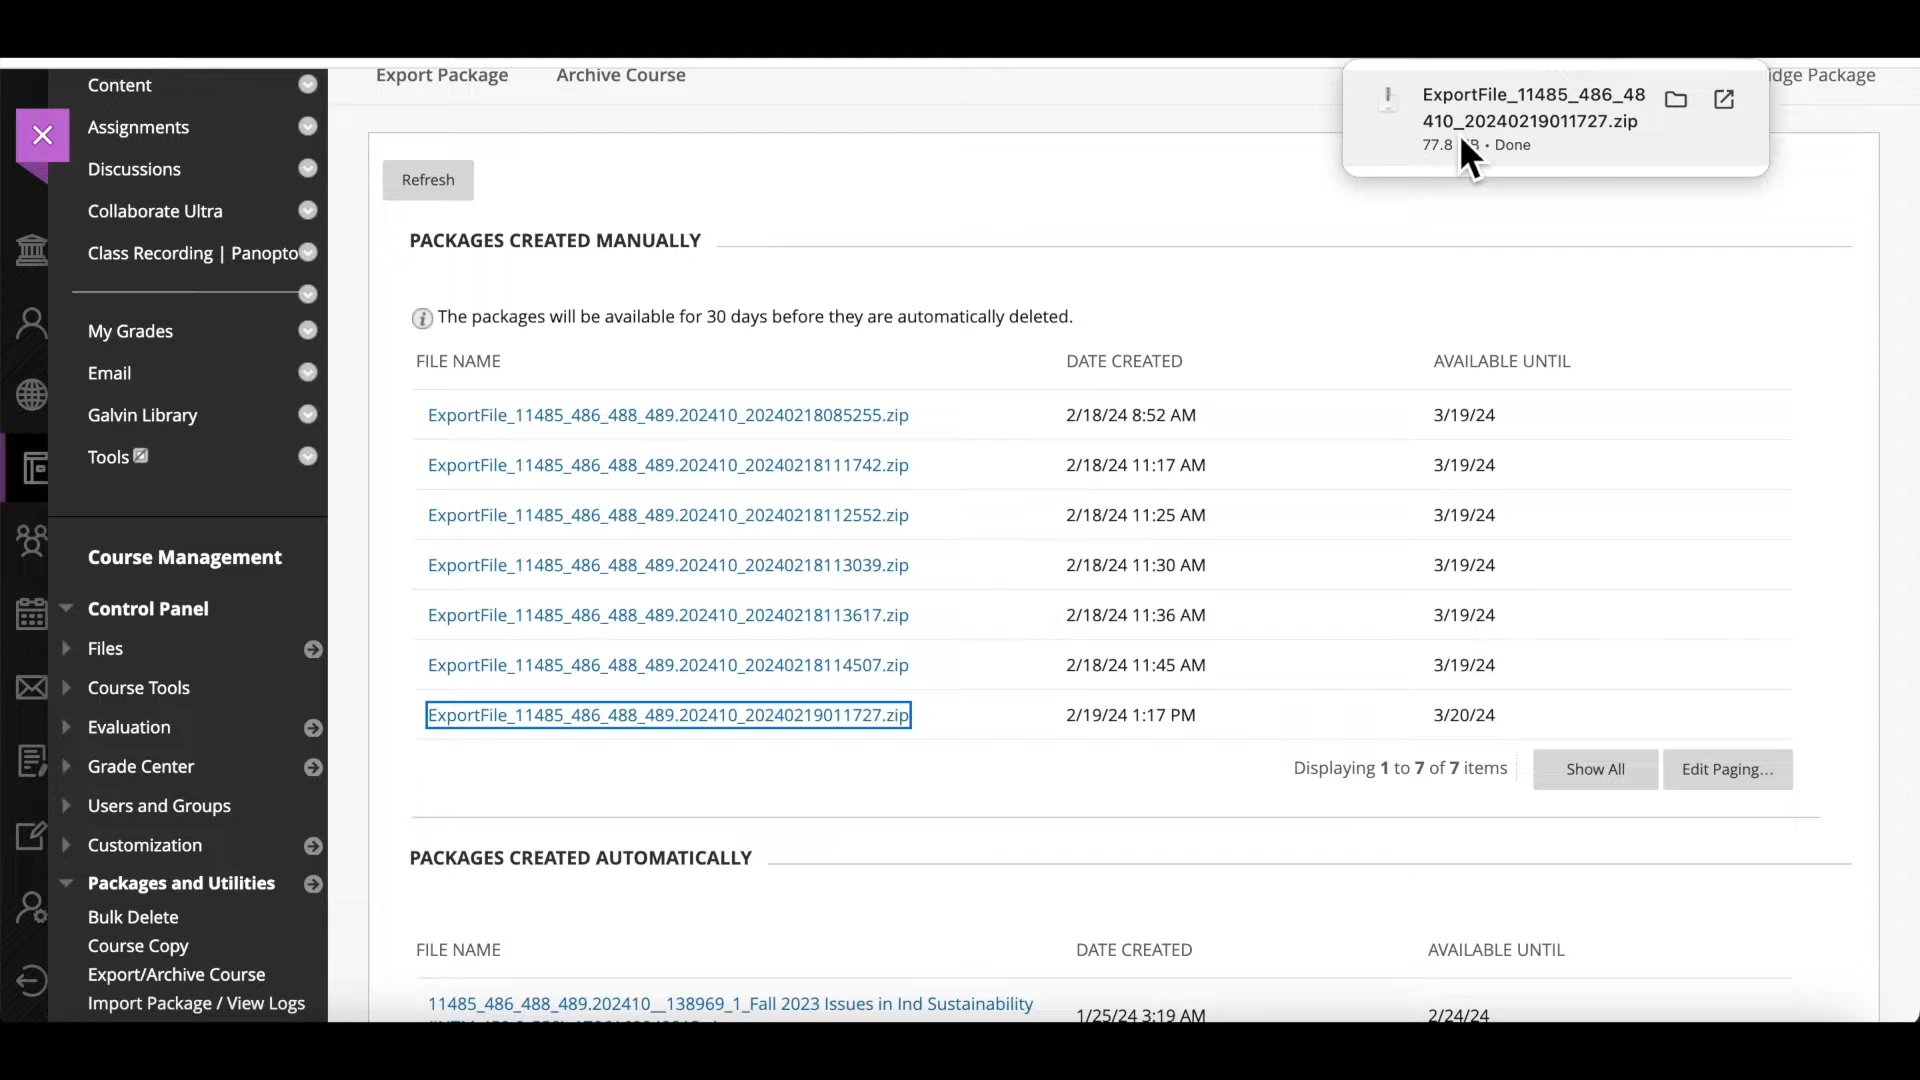 Content
Assignments
Discussions
Collaborate Ultra
Class Recording | Panopto
My Grades
Email
Galvin Library
Tools
Course Management
Control Panel
Files
Course Tools
Evaluation
Grade Center
Users and Groups
Customization
Packages and Utilities
Bulk Delete
Course Copy
Export/Archive Course
Import Package / View Logs
Export Package Archive Course
idge Package
ExportFile_11485_486_48
410_20240219011727.zip
77.8 B • Done
Refresh
PACKAGES CREATED MANUALLY
The packages will be available for 30 days before they are automatically deleted.
FILE NAME DATE CREATED AVAILABLE UNTIL
ExportFile_11485_486_488_489.202410_20240218085255.zip 2/18/24 8:52 AM 3/19/24
ExportFile_11485_486_488_489.202410_20240218111742.zip 2/18/24 11:17 AM 3/19/24
ExportFile_11485_486_488_489.202410_20240218112552.zip 2/18/24 11:25 AM 3/19/24
ExportFile_11485_486_488_489.202410_20240218113039.zip 2/18/24 11:30 AM 3/19/24
ExportFile_11485_486_488_489.202410_20240218113617.zip 2/18/24 11:36 AM 3/19/24
ExportFile_11485_486_488_489.202410_20240218114507.zip 2/18/24 11:45 AM 3/19/24
ExportFile_11485_486_488_489.202410_20240219011727.zip 2/19/24 1:17 PM 3/20/24
Displaying 1 to 7 of 7 items Show All Edit Paging...
PACKAGES CREATED AUTOMATICALLY
FILE NAME DATE CREATED AVAILABLE UNTIL
11485_486_488_489.202410__138969_1_Fall 2023 Issues in Ind Sustainability 1/25/24 3:19 AM 2/24/24